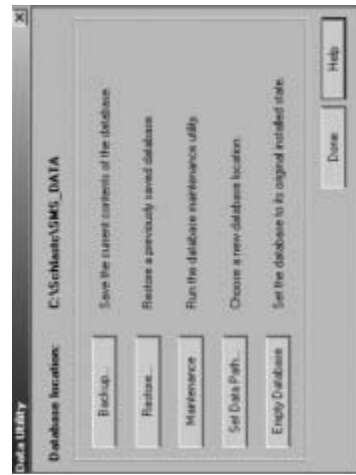 Data Utility
Database location: C:\Schlastc\SMS_DATA
Backup... Save the current contents of the database.
Restore... Restore a previously saved database.
Maintenance Run the database maintenance utility.
Set Data Path... Choose a new database location.
Empty Database Set the database to its original installed state.
Done Help